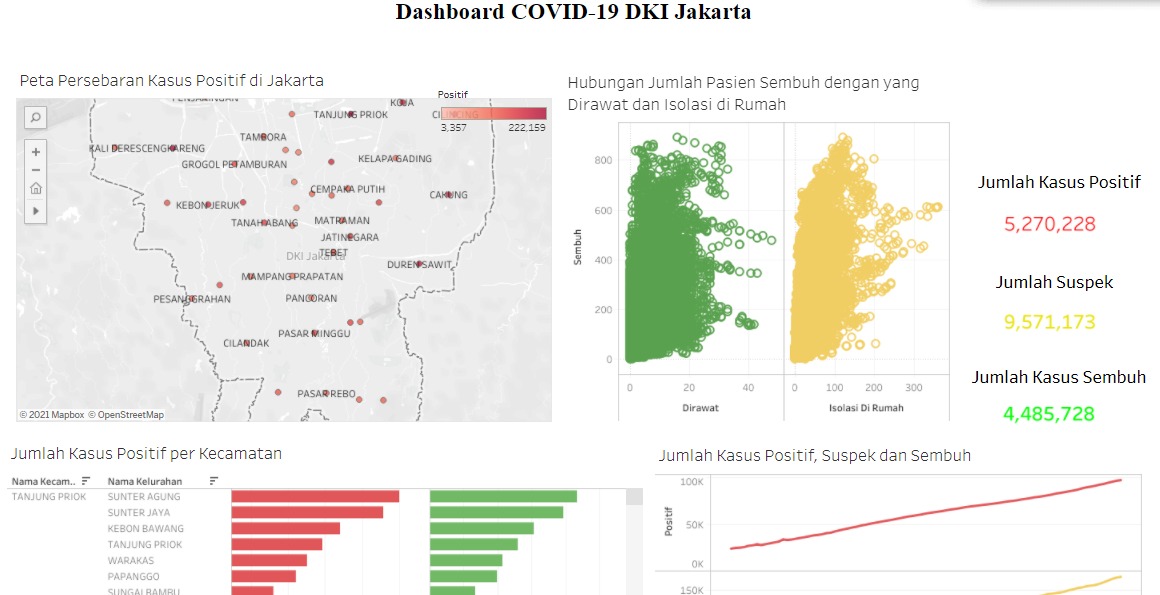 Dashboard COVID-19 DKI Jakarta
Peta Persebaran Kasus Positif di Jakarta
Positif
3,357 222,159
PENJARINGAN
KOJA
TANJUNG PRIOK
CILINCING
TAMBORA
KALI DERES
CENGKARENG
GROGOL PETAMBURAN
KELAPA GADING
CEMPAKA PUTIH
CAKUNG
KEBON JERUK
TANAH ABANG
MATRAMAN
JATINEGARA
TEBET
DKI Jakarta
DUREN SAWIT
MAMPANG PRAPATAN
PESANGGRAHAN
PANCORAN
PASAR MINGGU
CILANDAK
PASAR REBO
© 2021 Mapbox © OpenStreetMap
Hubungan Jumlah Pasien Sembuh dengan yang
Dirawat dan Isolasi di Rumah
Sembuh
800
600
400
200
0
0 20 40 0 100 200 300
Dirawat Isolasi Di Rumah
Jumlah Kasus Positif
5,270,228
Jumlah Suspek
9,571,173
Jumlah Kasus Sembuh
4,485,728
Jumlah Kasus Positif per Kecamatan
Nama Kecam.. Nama Kelurahan
TANJUNG PRIOK SUNTER AGUNG
SUNTER JAYA
KEBON BAWANG
TANJUNG PRIOK
WARAKAS
PAPANGGO
SUNGAI BAMBU
Jumlah Kasus Positif, Suspek dan Sembuh
Positif
100K
50K
0K
150K